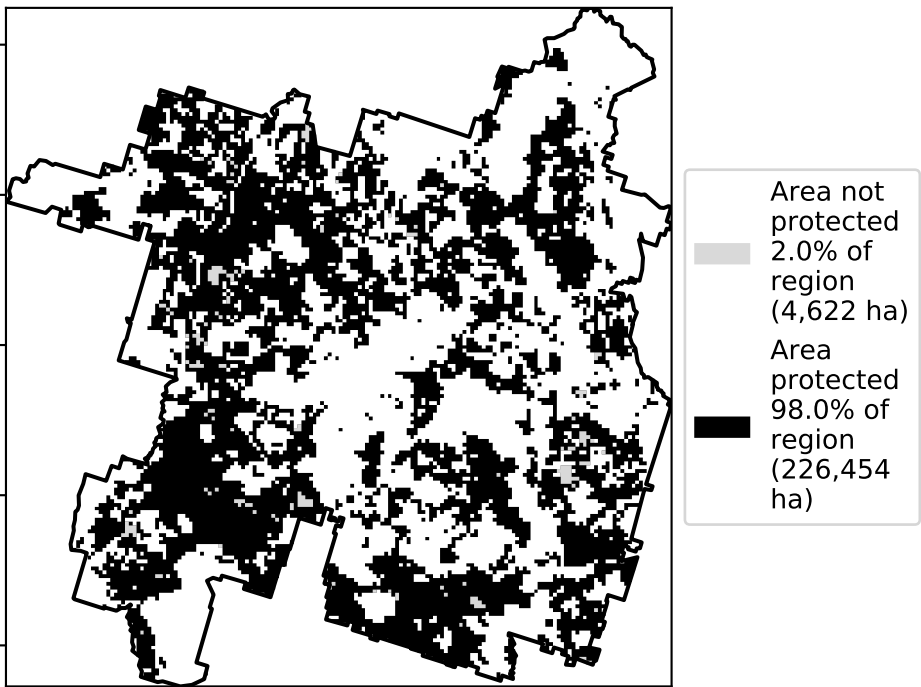 Area not
protected
2.0% of
region
(4,622 ha)
Area
protected
98.0% of
region
(226,454
ha)